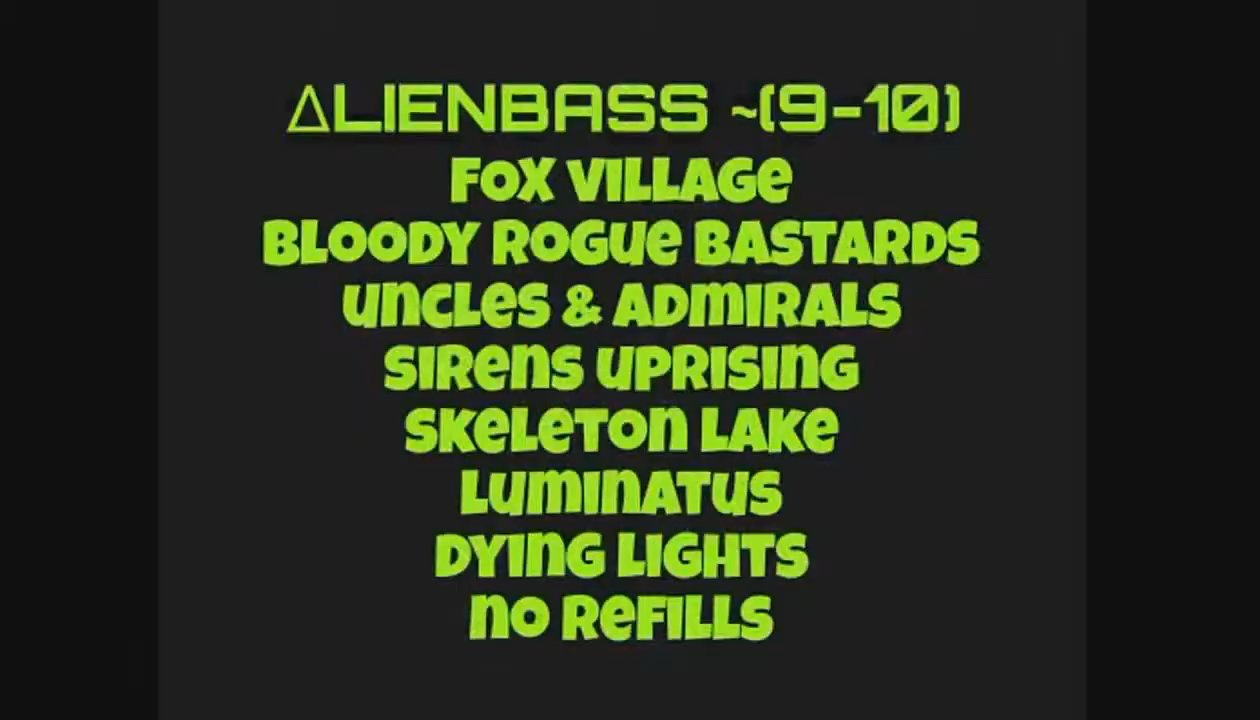 ΔLIENBASS ~(9-10)
FOX VILLAGE
BLOODY ROGUE BASTARDS
UNCLES & ADMIRALS
SIRENS UPRISING
SKELETON LAKE
LUMINATUS
DYING LIGHTS
NO REFILLS